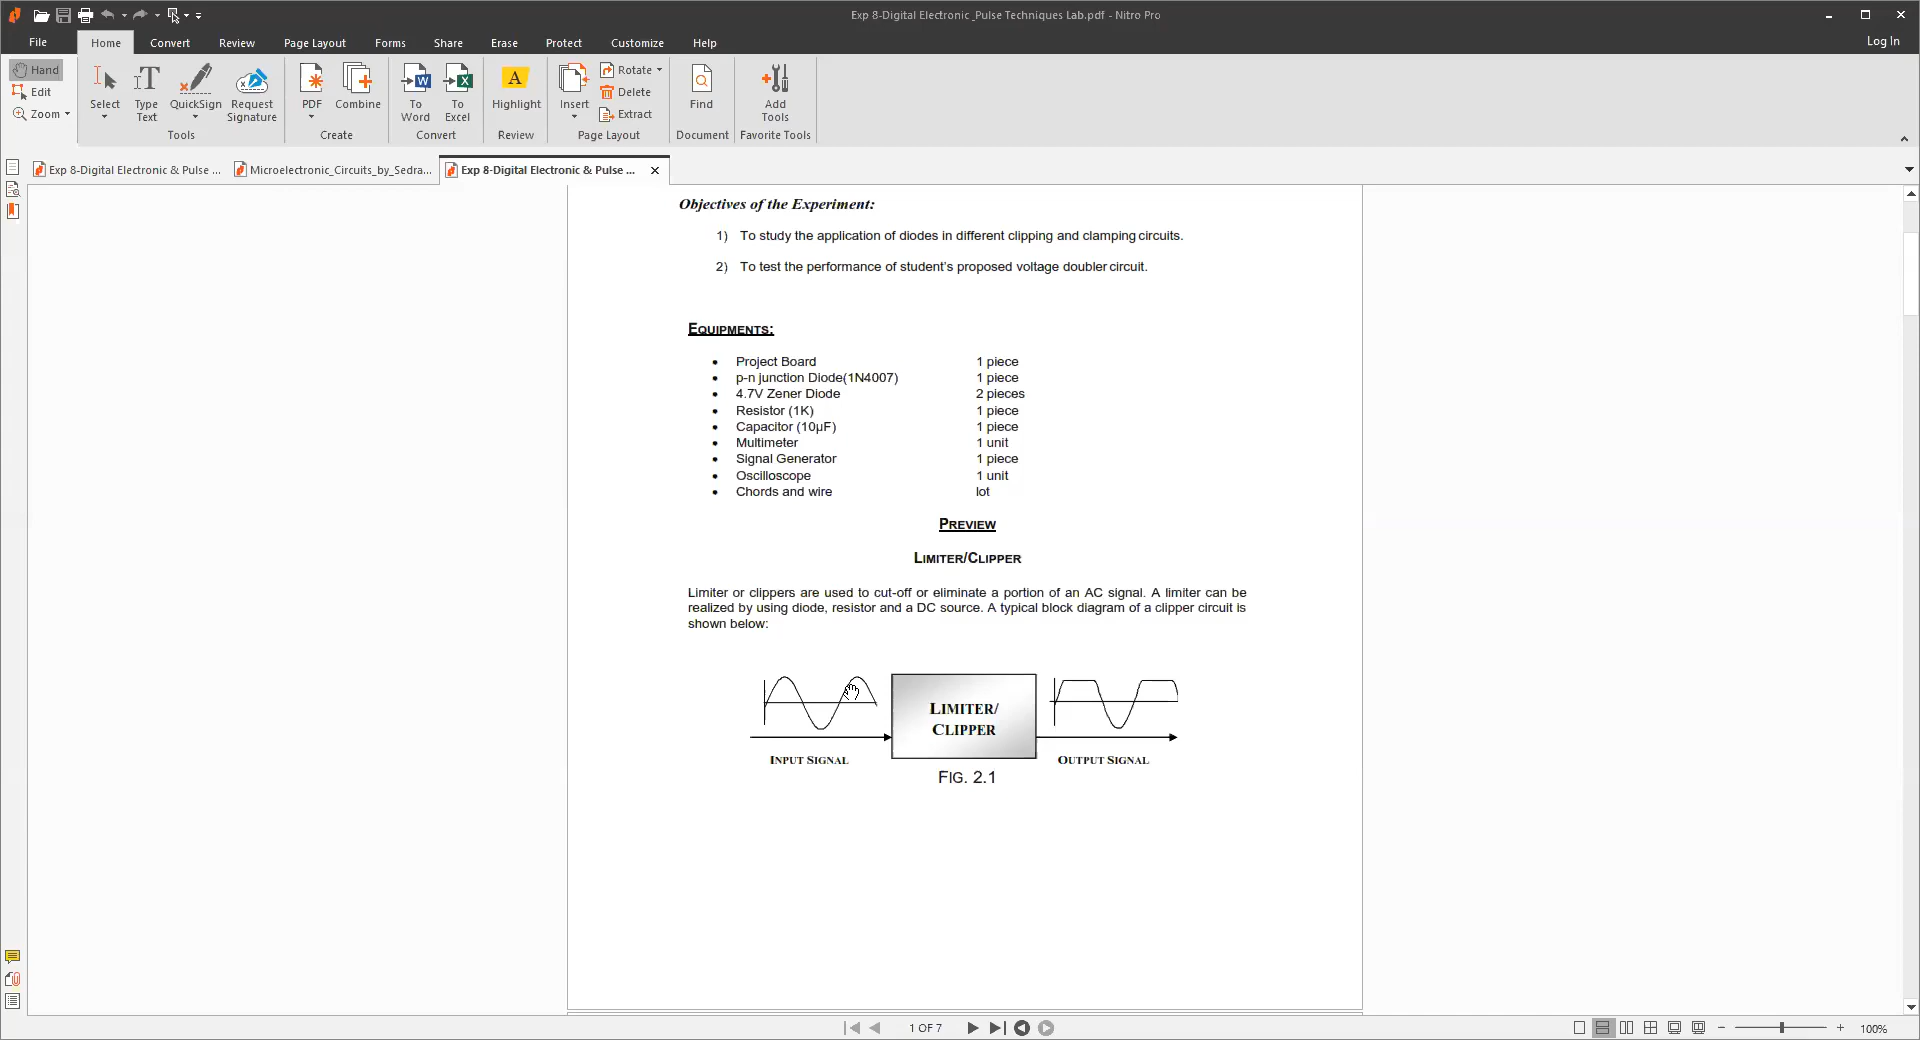 Exp 8-Digital Electronic _Pulse Techniques Lab.pdf - Nitro Pro
File Home Convert Review Page Layout Forms Share Erase Protect Customize Help Log In
Hand
Edit
Zoom
Select
Type Text
QuickSign
Request Signature
Tools
PDF
Combine
Create
To Word
To Excel
Convert
Highlight
Review
Insert
Rotate
Delete
Extract
Page Layout
Find
Document
Add Tools
Favorite Tools
Exp 8-Digital Electronic & Pulse ...
Microelectronic_Circuits_by_Sedra...
Exp 8-Digital Electronic & Pulse ...
Objectives of the Experiment:
1) To study the application of diodes in different clipping and clamping circuits.
2) To test the performance of student's proposed voltage doubler circuit.
EQUIPMENTS:
• Project Board 1 piece
• p-n junction Diode(1N4007) 1 piece
• 4.7V Zener Diode 2 pieces
• Resistor (1K) 1 piece
• Capacitor (10μF) 1 piece
• Multimeter 1 unit
• Signal Generator 1 piece
• Oscilloscope 1 unit
• Chords and wire lot
PREVIEW
LIMITER/CLIPPER
Limiter or clippers are used to cut-off or eliminate a portion of an AC signal. A limiter can be
realized by using diode, resistor and a DC source. A typical block diagram of a clipper circuit is
shown below:
LIMITER/
CLIPPER
INPUT SIGNAL
OUTPUT SIGNAL
FIG. 2.1
1 OF 7
100%